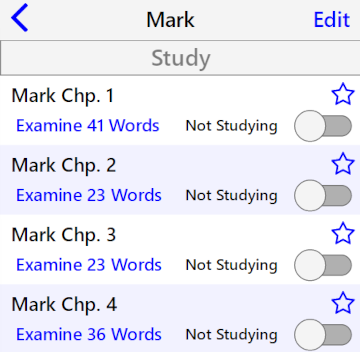 Mark Edit
Study
Mark Chp. 1
Examine 41 Words Not Studying
Mark Chp. 2
Examine 23 Words Not Studying
Mark Chp. 3
Examine 23 Words Not Studying
Mark Chp. 4
Examine 36 Words Not Studying